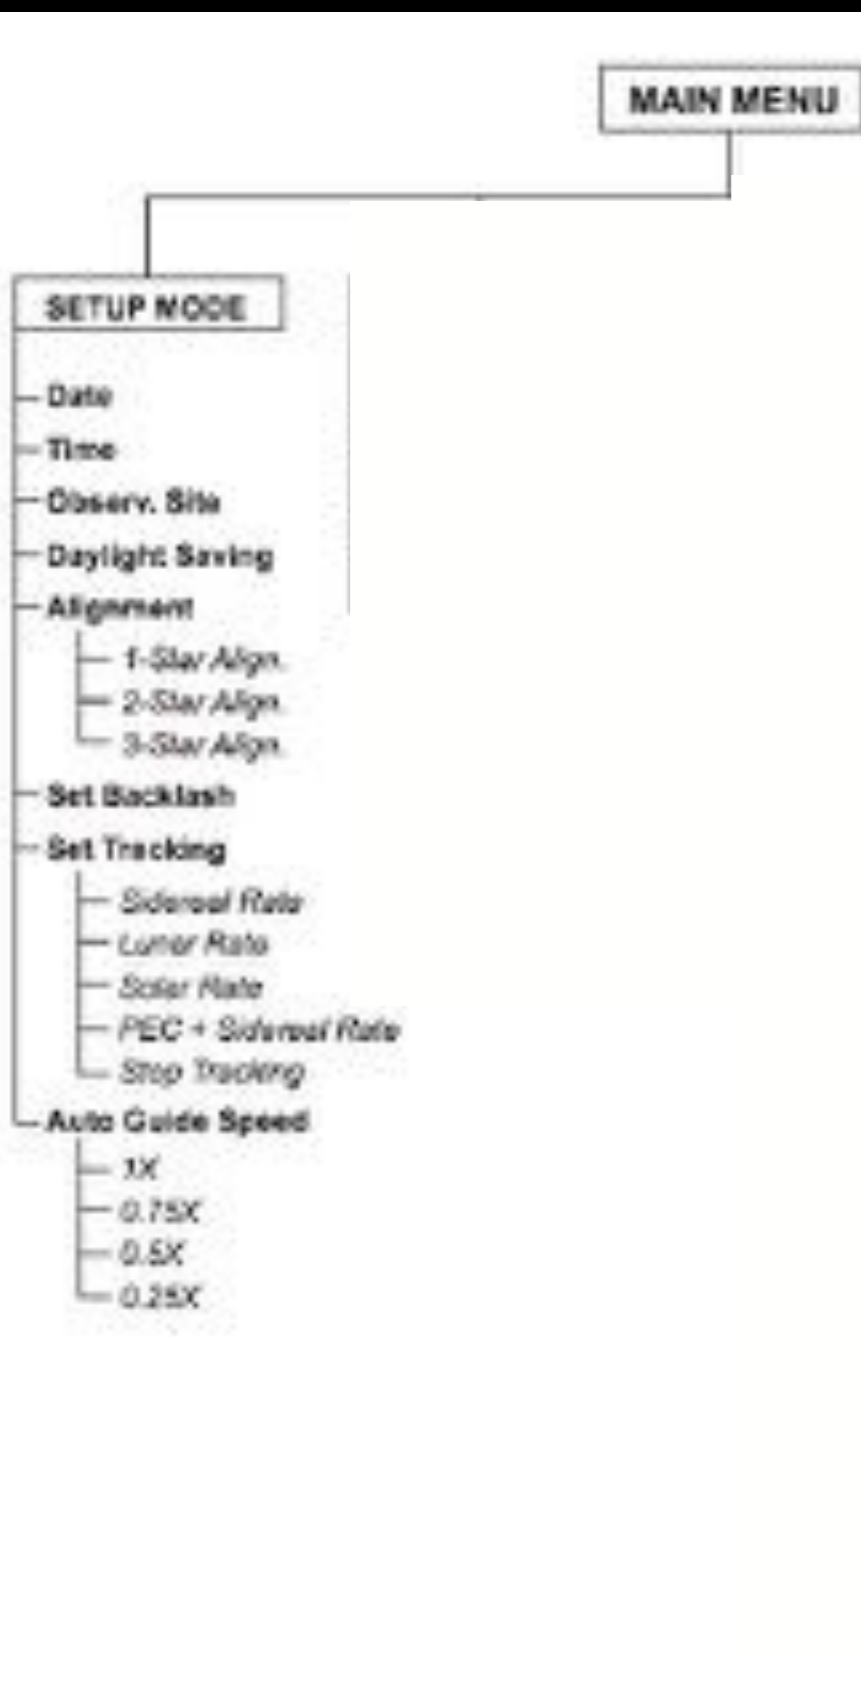 MAIN MENU
SETUP MODE
Date
Time
Observ. Site
Daylight Saving
Alignment
1-Star Align.
2-Star Align.
3-Star Align.
Set Backlash
Set Tracking
Sidereal Rate
Lunar Rate
Solar Rate
PEC + Sidereal Rate
Stop Tracking
Auto Guide Speed
1X
0.75X
0.5X
0.25X